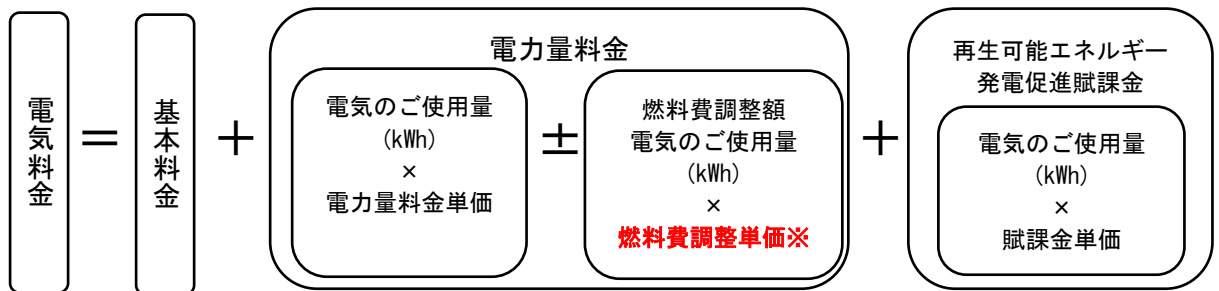 電気料金
＝
基本料金
＋
電力量料金
電気のご使用量
(kWh)
×
電力量料金単価
±
燃料費調整額
電気のご使用量
(kWh)
×
燃料費調整単価※
＋
再生可能エネルギー
発電促進賦課金
電気のご使用量
(kWh)
×
賦課金単価